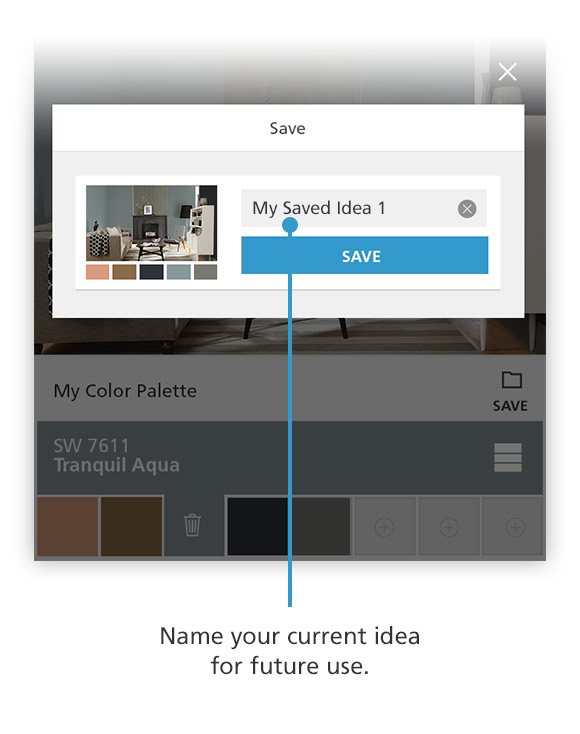 Save
My Saved Idea 1
SAVE
My Color Palette
SAVE
SW 7611
Tranquil Aqua
Name your current idea
for future use.